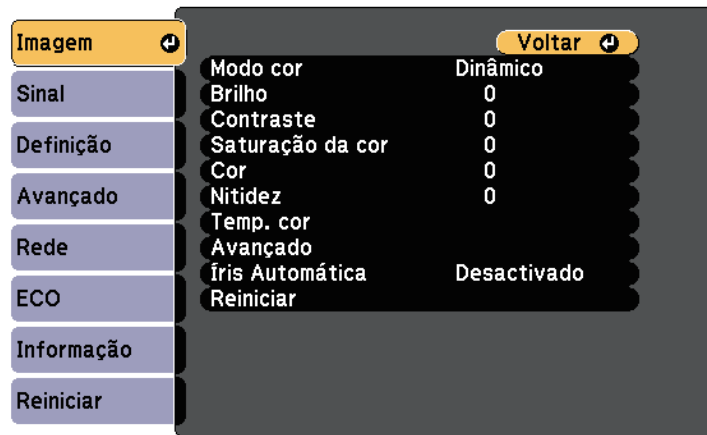 Imagem
Sinal
Definição
Avançado
Rede
ECO
Informação
Reiniciar
Voltar
Modo cor Dinâmico
Brilho 0
Contraste 0
Saturação da cor 0
Cor 0
Nitidez 0
Temp. cor
Avançado
Íris Automática Desactivado
Reiniciar